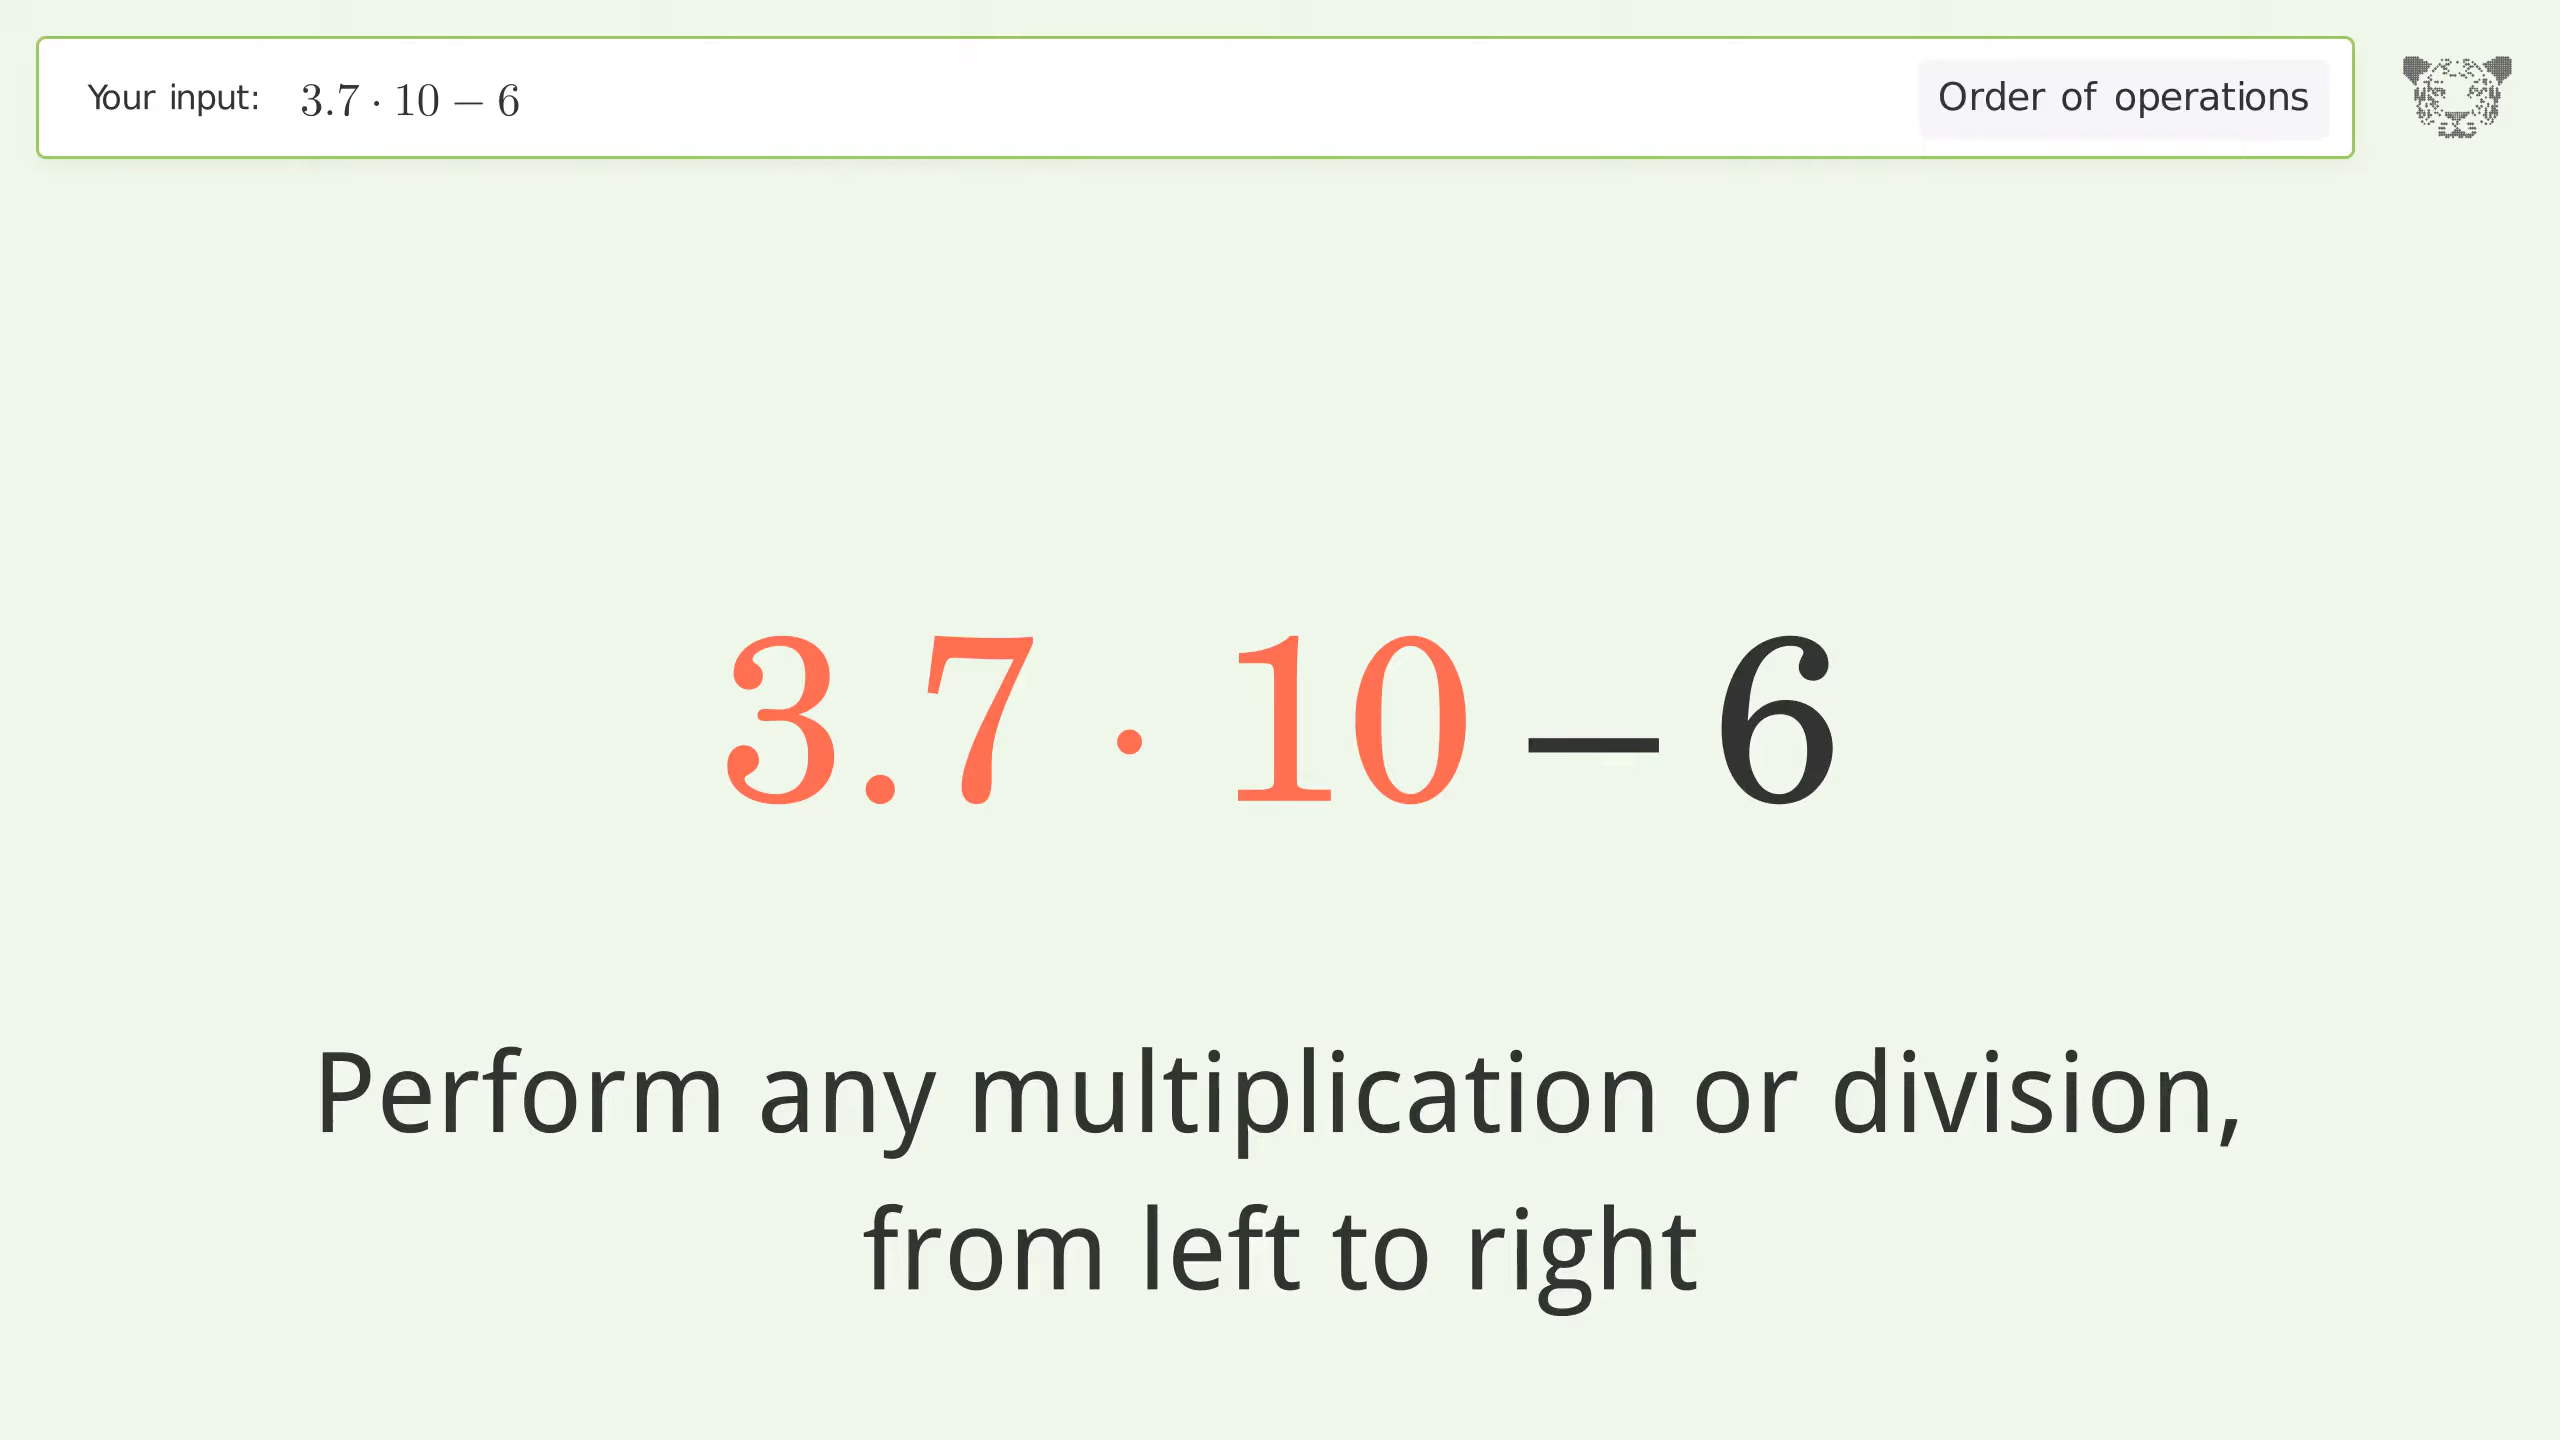 Your input: 3.7 · 10 – 6 Order of operations
3.7 · 10 – 6
Perform any multiplication or division,
from left to right